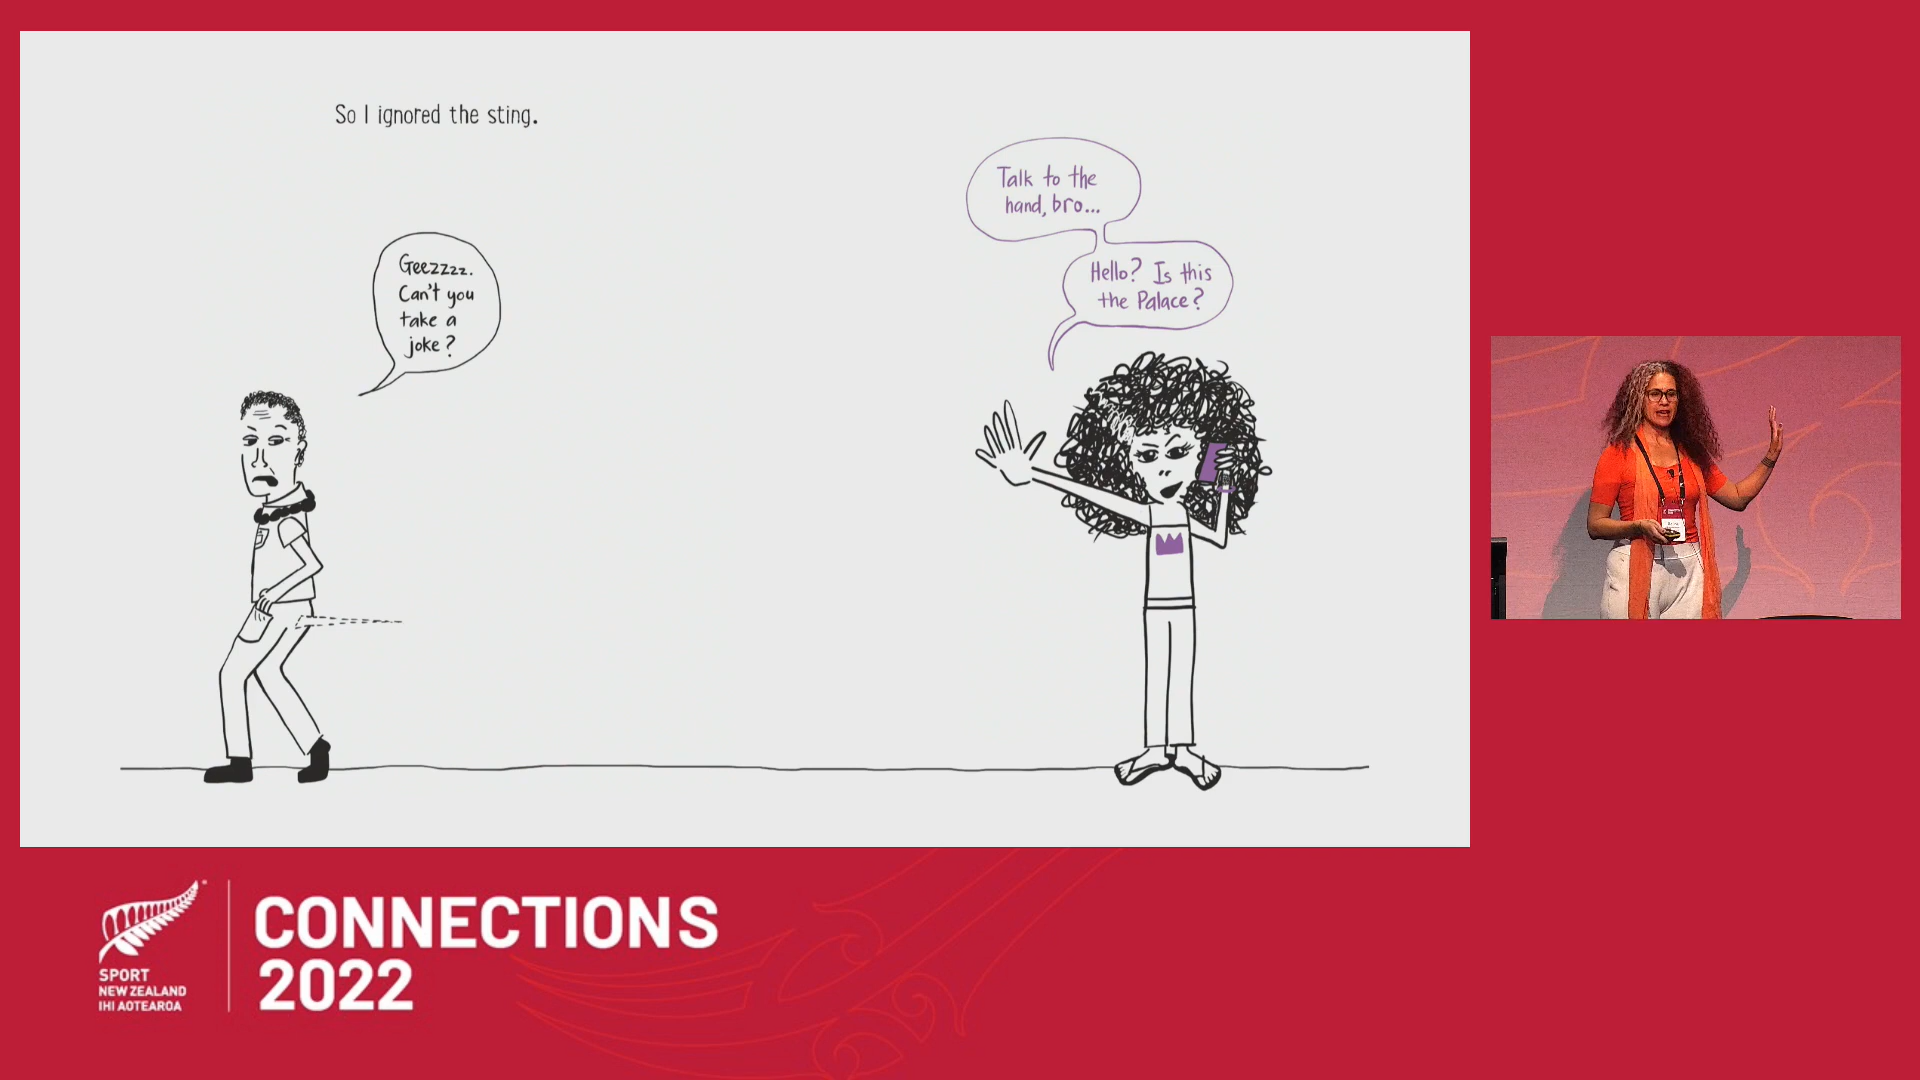 So I ignored the sting.
Talk to the
hand, bro...
Geezzzz.
Can't you
take a
joke?
Hello? Is this
the Palace?
CONNECTIONS
2022
SPORT
NEW ZEALAND
IHI AOTEAROA